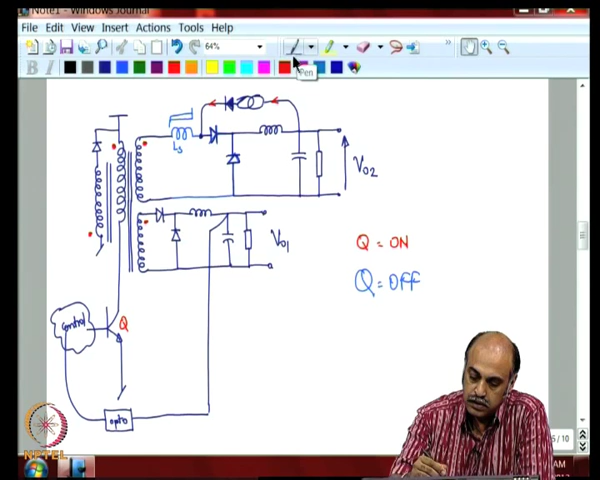 Note1 - Windows Journal
File Edit View Insert Actions Tools Help
64%
B I
Pen
Ls
Vo2
Vo1
Q = ON
Q = OFF
Control
Q
opto
5 / 10
AM
NPTEL